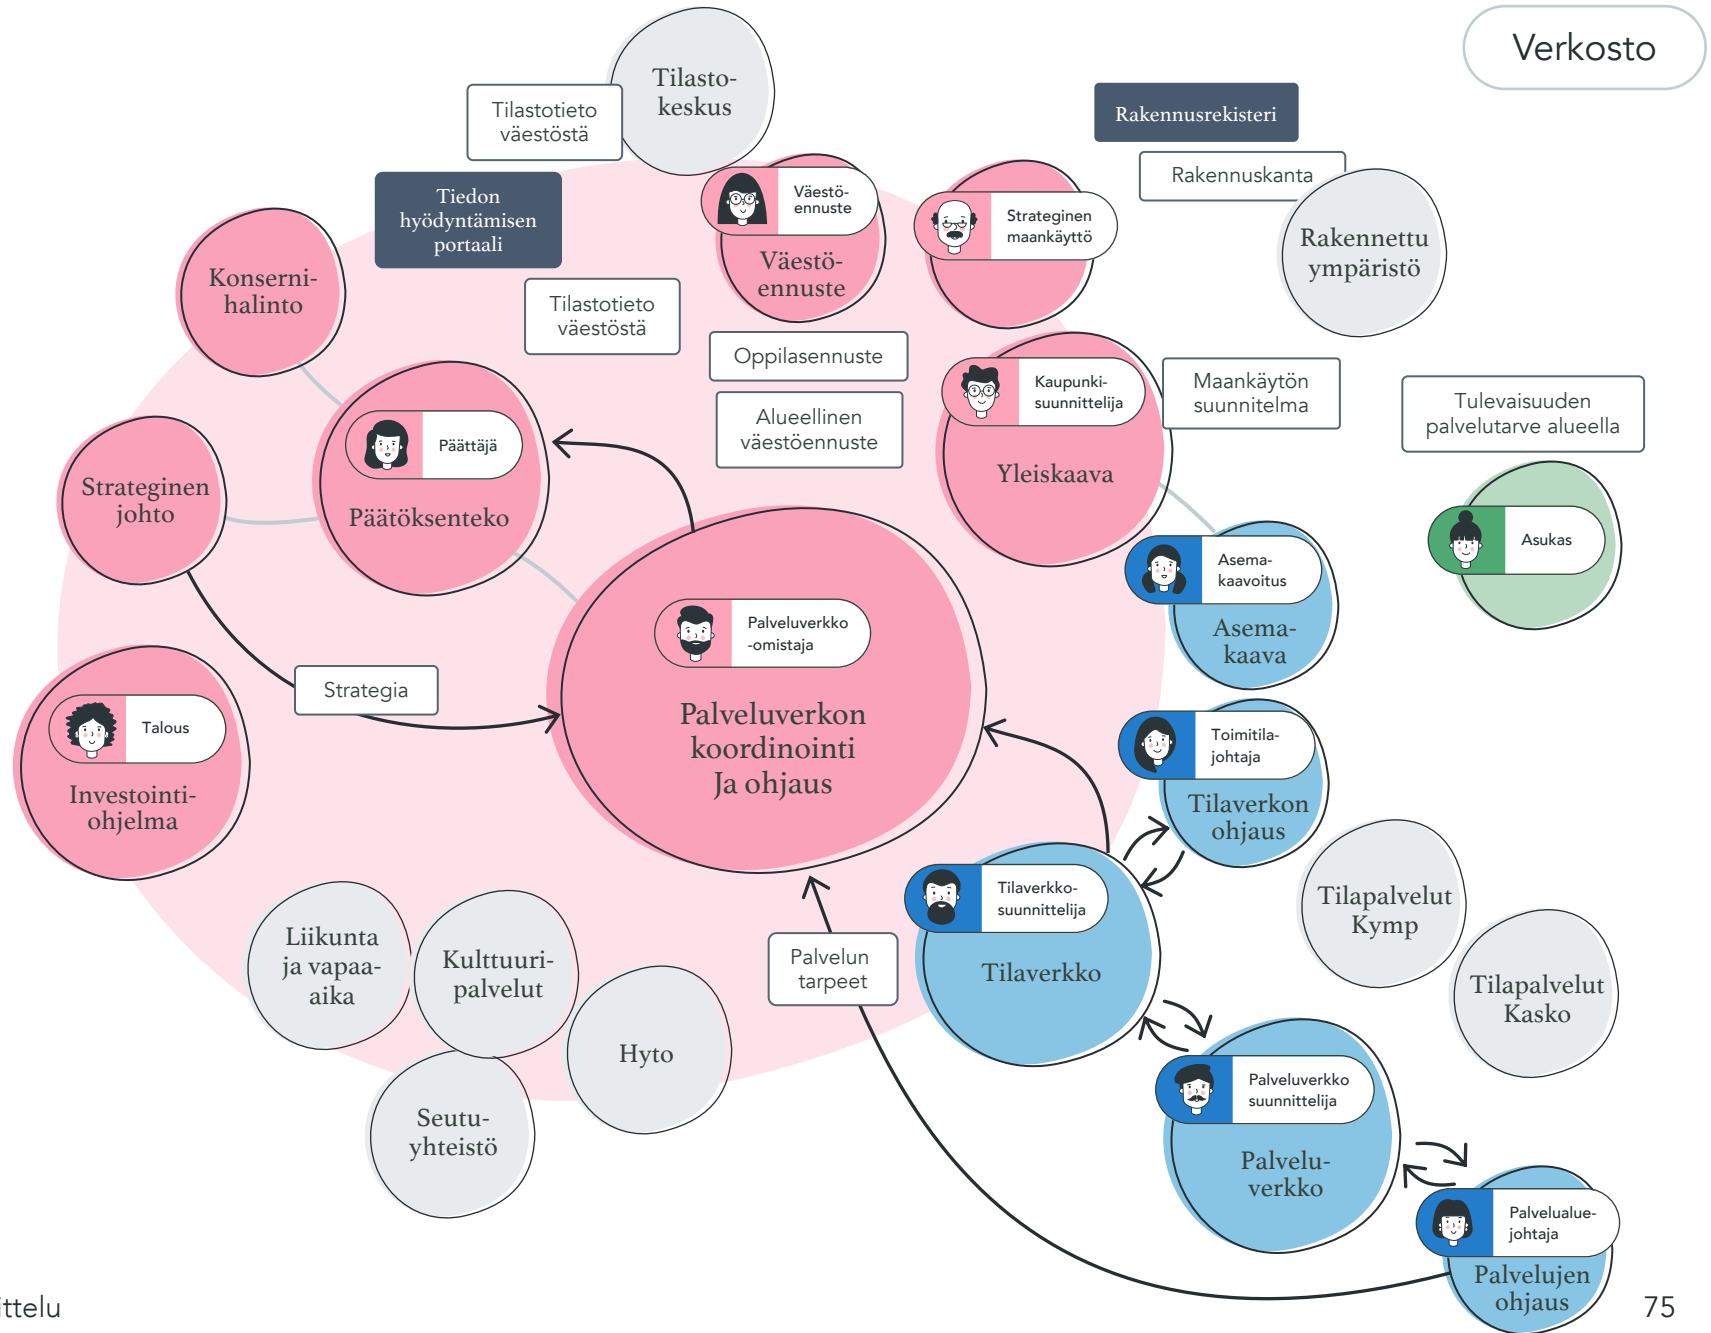 Verkosto
Tilasto-
keskus
Tilastotieto
väestöstä
Rakennusrekisteri
Rakennuskanta
Tiedon
hyödyntämisen
portaali
Väestö-
ennuste
Väestö-
ennuste
Strateginen
maankäyttö
Rakennettu
ympäristö
Konserni-
halinto
Tilastotieto
väestöstä
Oppilasennuste
Alueellinen
väestöennuste
Kaupunki-
suunnittelija
Yleiskaava
Maankäytön
suunnitelma
Tulevaisuuden
palvelutarve alueella
Päättäjä
Päätöksenteko
Strateginen
johto
Asukas
Asema-
kaavoitus
Asema-
kaava
Palveluverkko
-omistaja
Palveluverkon
koordinointi
Ja ohjaus
Strategia
Talous
Investointi-
ohjelma
Toimitila-
johtaja
Tilaverkon
ohjaus
Tilaverkko-
suunnittelija
Tilaverkko
Tilapalvelut
Kymp
Tilapalvelut
Kasko
Liikunta
ja vapaa-
aika
Kulttuuri-
palvelut
Hyto
Seutu-
yhteistö
Palvelun
tarpeet
Palveluverkko
suunnittelija
Palvelu-
verkko
Palvelualue-
johtaja
Palvelujen
ohjaus
ittelu
75